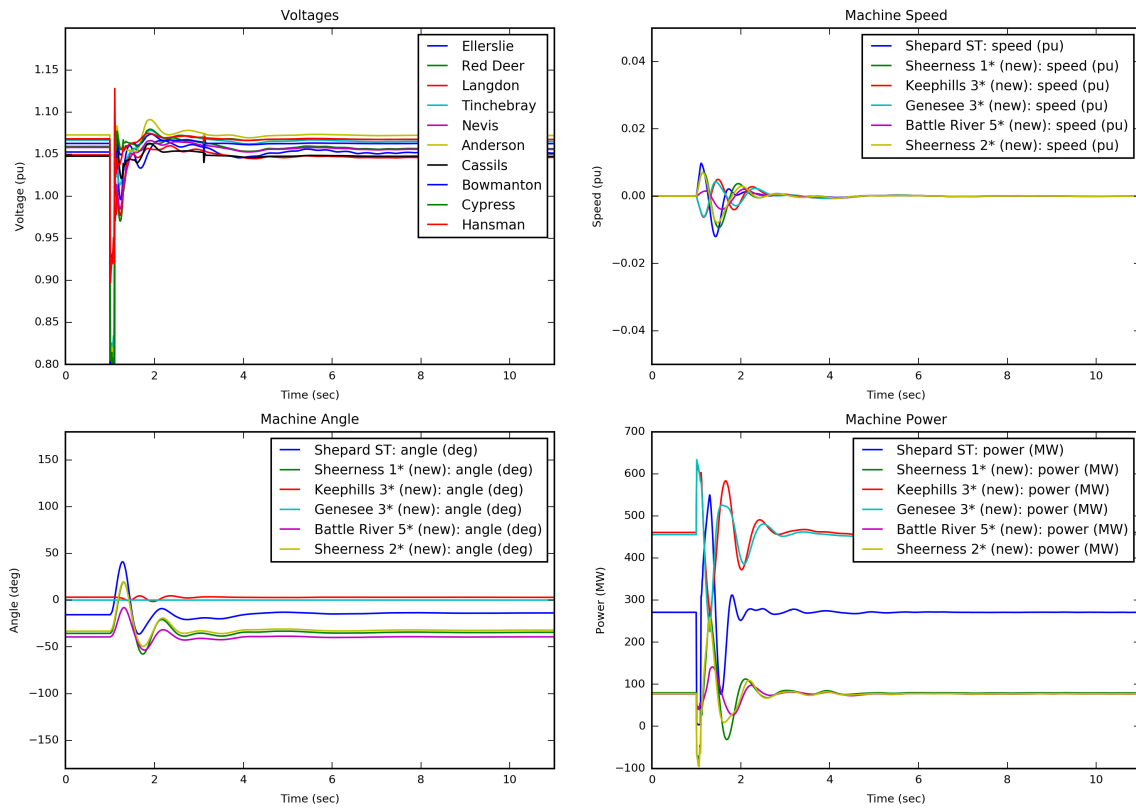 Voltages
1.15
1.10
1.05
1.00
0.95
0.90
0.85
0.80
Voltage (pu)
0 2 4 6 8 10
Time (sec)
Ellerslie
Red Deer
Langdon
Tinchebray
Nevis
Anderson
Cassils
Bowmanton
Cypress
Hansman
Machine Speed
0.04
0.02
0.00
−0.02
−0.04
Speed (pu)
0 2 4 6 8 10
Time (sec)
Shepard ST: speed (pu)
Sheerness 1* (new): speed (pu)
Keephills 3* (new): speed (pu)
Genesee 3* (new): speed (pu)
Battle River 5* (new): speed (pu)
Sheerness 2* (new): speed (pu)
Machine Angle
150
100
50
0
−50
−100
−150
Angle (deg)
0 2 4 6 8 10
Time (sec)
Shepard ST: angle (deg)
Sheerness 1* (new): angle (deg)
Keephills 3* (new): angle (deg)
Genesee 3* (new): angle (deg)
Battle River 5* (new): angle (deg)
Sheerness 2* (new): angle (deg)
Machine Power
700
600
500
400
300
200
100
0
−100
Power (MW)
0 2 4 6 8 10
Time (sec)
Shepard ST: power (MW)
Sheerness 1* (new): power (MW)
Keephills 3* (new): power (MW)
Genesee 3* (new): power (MW)
Battle River 5* (new): power (MW)
Sheerness 2* (new): power (MW)